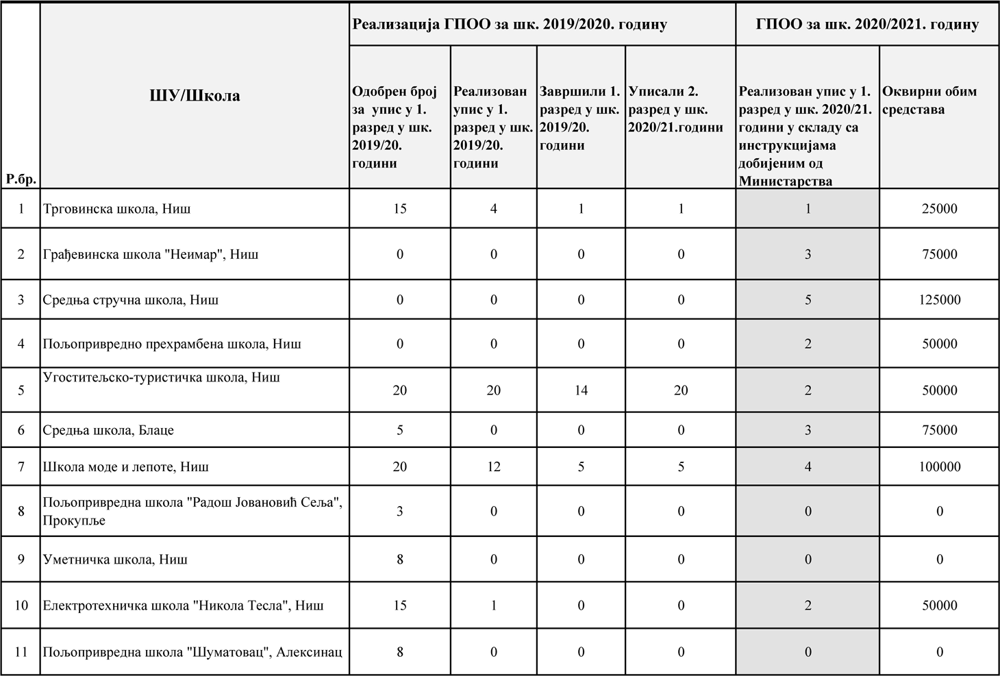 Реализација ГПОО за шк. 2019/2020. годину
ГПОО за шк. 2020/2021. годину
Р.бр.
ШУ/Школа
Одобрен број
за упис у 1.
разред у шк.
2019/20.
години
Реализован
упис у 1.
разред у шк.
2019/20.
години
Завршили 1.
разред у шк.
2019/20.
години
Уписали 2.
разред у шк.
2020/21.години
Реализован упис у 1.
разред у шк. 2020/21.
години у складу са
инструкцијама
добијеним од
Министарства
Оквирни обим
средстава
1 Трговинска школа, Ниш 15 4 1 1 1 25000
2 Грађевинска школа "Неимар", Ниш 0 0 0 0 3 75000
3 Средња стручна школа, Ниш 0 0 0 0 5 125000
4 Пољопривредно прехрамбена школа, Ниш 0 0 0 0 2 50000
5 Угоститељско-туристичка школа, Ниш 20 20 14 20 2 50000
6 Средња школа, Блаце 5 0 0 0 3 75000
7 Школа моде и лепоте, Ниш 20 12 5 5 4 100000
8 Пољопривредна школа "Радош Јовановић Сеља",
Прокупље 3 0 0 0 0 0
9 Уметничка школа, Ниш 8 0 0 0 0 0
10 Електротехничка школа "Никола Тесла", Ниш 15 1 0 0 2 50000
11 Пољопривредна школа "Шуматовац", Алексинац 8 0 0 0 0 0